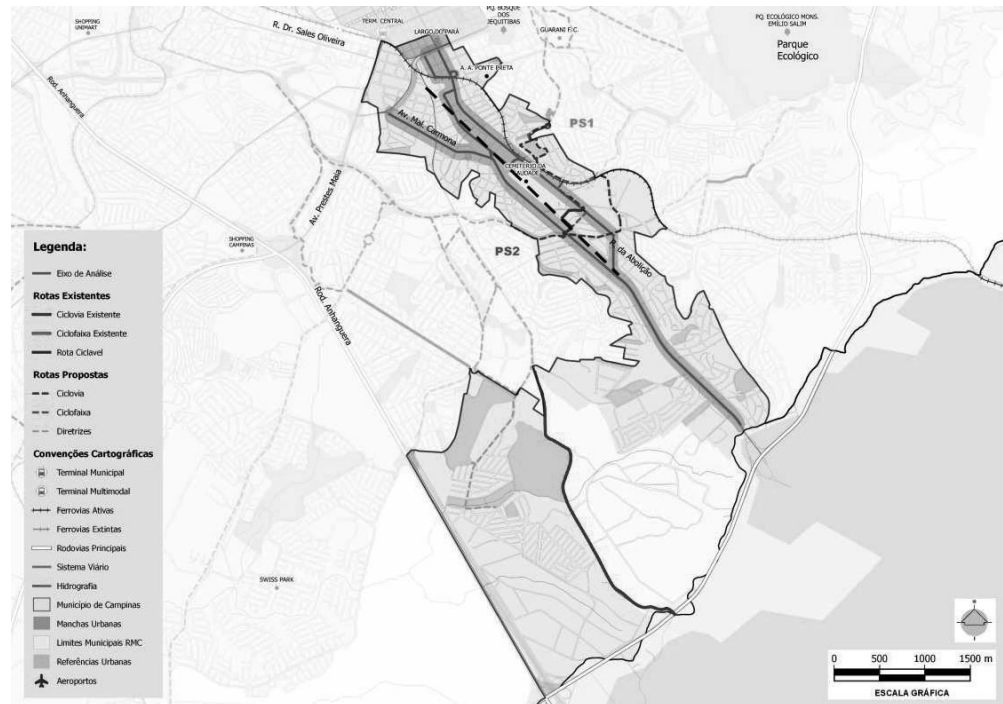 SHOPPING
UNIMART
R. Dr. Sales Oliveira
TERM. CENTRAL
LARGO DO PARÁ
PQ. BOSQUE
DOS
JEQUITIBAS
GUARANI F.C.
PQ. ECOLÓGICO MONS.
EMÍLIO SALIM
Parque
Ecológico
A. A. PONTE PRETA
Rod. Anhanguera
PS1
Av. Mal. Carmona
CEMITÉRIO DA
SAUDADE
Av. Prestes Maia
SHOPPING
CAMPINAS
PS2
R. da Abolição
Rod. Anhanguera
SWISS PARK
Legenda:
Eixo de Análise
Rotas Existentes
Ciclovia Existente
Ciclofaixa Existente
Rota Ciclavel
Rotas Propostas
Ciclovia
Ciclofaixa
Diretrizes
Convenções Cartográficas
Terminal Municipal
Terminal Multimodal
Ferrovias Ativas
Ferrovias Extintas
Rodovias Principais
Sistema Viário
Hidrografia
Município de Campinas
Manchas Urbanas
Limites Municipais RMC
Referências Urbanas
Aeroportos
0 500 1000 1500 m
ESCALA GRÁFICA